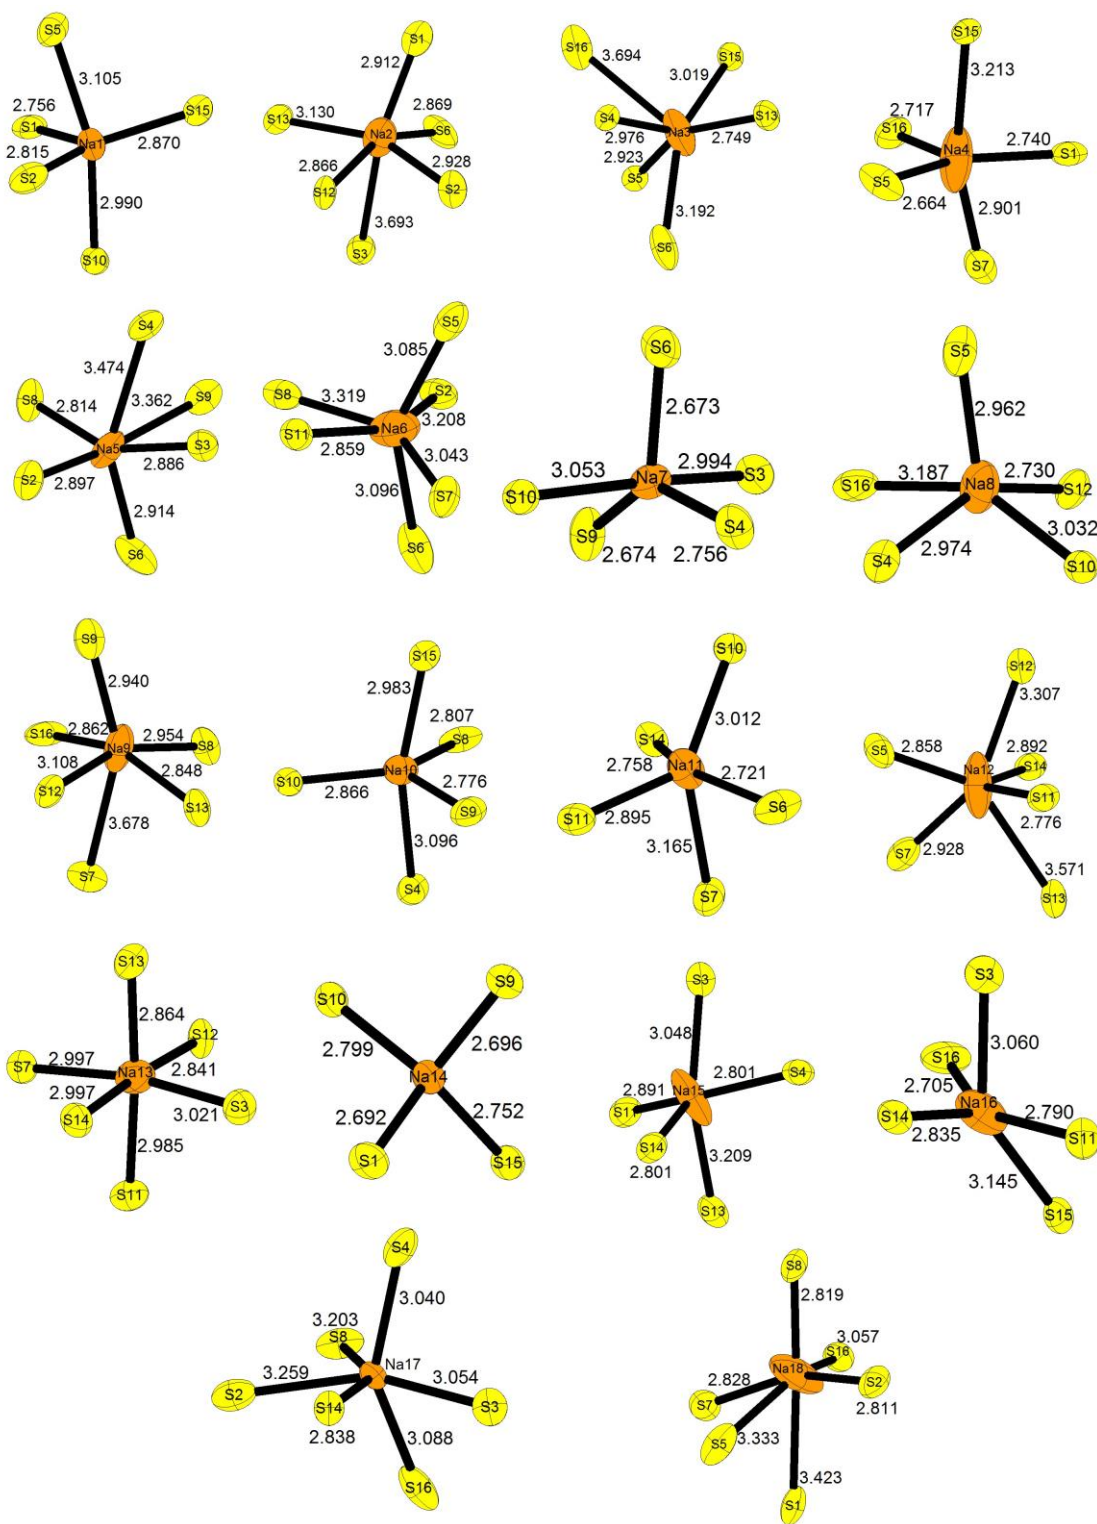 S5
3.105
2.756
S1
Na1
S15
2.870
2.815
S2
2.990
S10
S1
2.912
S13
3.130
Na2
2.869
S6
2.866
S12
2.928
S2
3.693
S3
S16
3.694
S15
3.019
S4
Na3
S13
2.976
2.749
2.923
S5
3.192
S6
S15
3.213
2.717
S16
Na4
2.740
S1
S5
2.664
2.901
S7
S4
3.474
S8
2.814
3.362
S9
Na5
S3
2.886
S2
2.897
2.914
S6
S5
3.085
S8
3.319
S2
Na6
3.208
S11
2.859
3.043
3.096
S7
S6
S6
2.673
3.053
Na7
2.994
S3
S10
S9
S4
2.674
2.756
S5
2.962
S16
3.187
Na8
2.730
S12
3.032
S4
2.974
S10
S9
2.940
S16
2.862
Na9
2.954
S8
3.108
2.848
S12
S13
3.678
S7
S15
2.983
2.807
S8
S10
Na10
2.866
2.776
S9
3.096
S4
S10
3.012
S14
2.758
Na11
2.721
S6
S11
2.895
3.165
S7
S12
3.307
S5
2.858
2.892
Na12
S14
S11
2.776
S7
2.928
3.571
S13
S13
2.864
S12
S7
2.997
Na13
2.841
2.997
S14
3.021
S3
2.985
S11
S10
S9
2.799
2.696
Na14
2.692
2.752
S1
S15
S3
3.048
2.801
S4
2.891
Na15
S11
S14
2.801
3.209
S13
S3
3.060
S16
2.705
Na16
2.790
S14
2.835
S11
3.145
S15
S4
3.040
3.203
S8
Na17
3.259
3.054
S2
S14
S3
2.838
3.088
S16
S8
2.819
3.057
S16
Na18
2.828
S2
2.811
S7
S5
3.333
3.423
S1